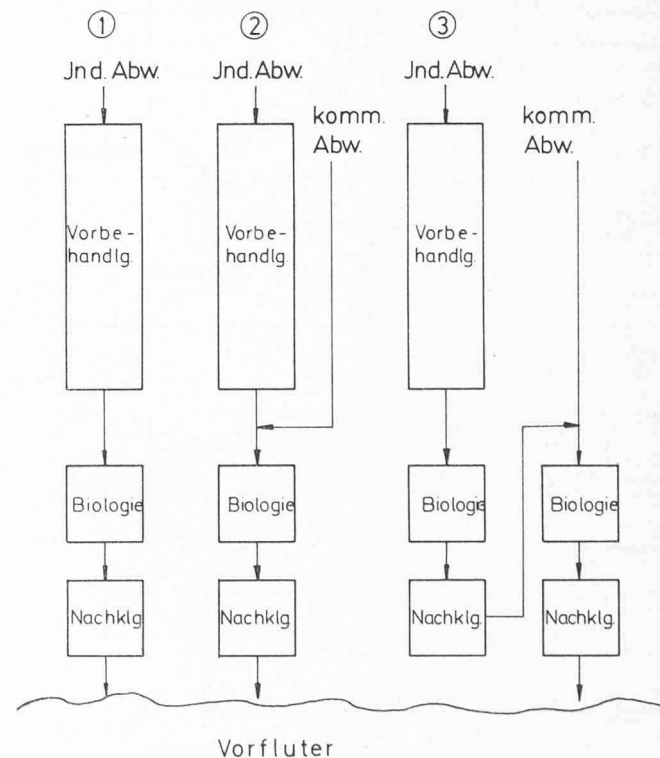 1
2
3
Jnd. Abw.
Jnd. Abw.
Jnd. Abw.
komm.
Abw.
komm.
Abw.
Vorbe-
handlg.
Vorbe-
handlg.
Vorbe-
handlg.
Biologie
Biologie
Biologie
Biologie
Nachklg.
Nachklg.
Nachklg.
Nachklg.
Vorfluter